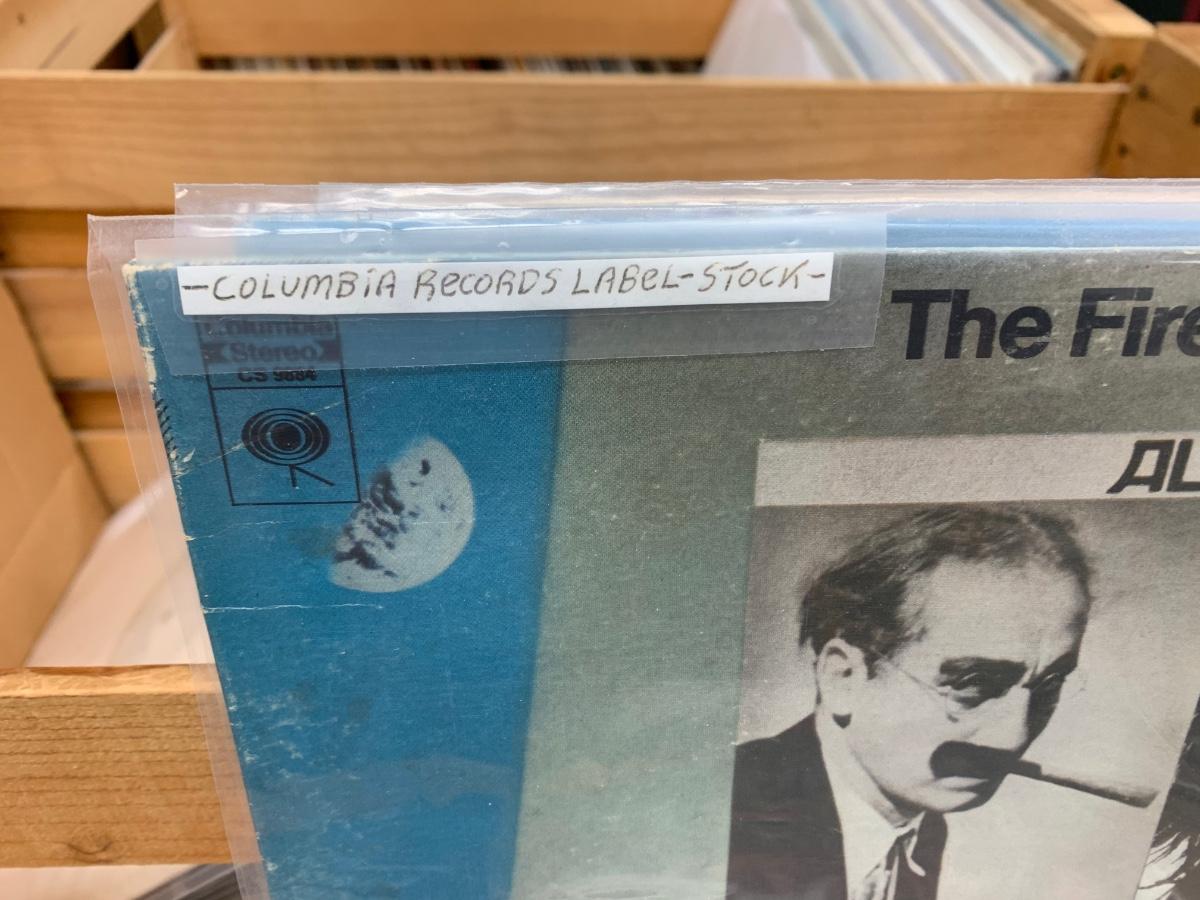 -COLUMBIA RECORDS LABEL-STOCK-
Columbia
Stereo
CS 9884
The Fire
AL